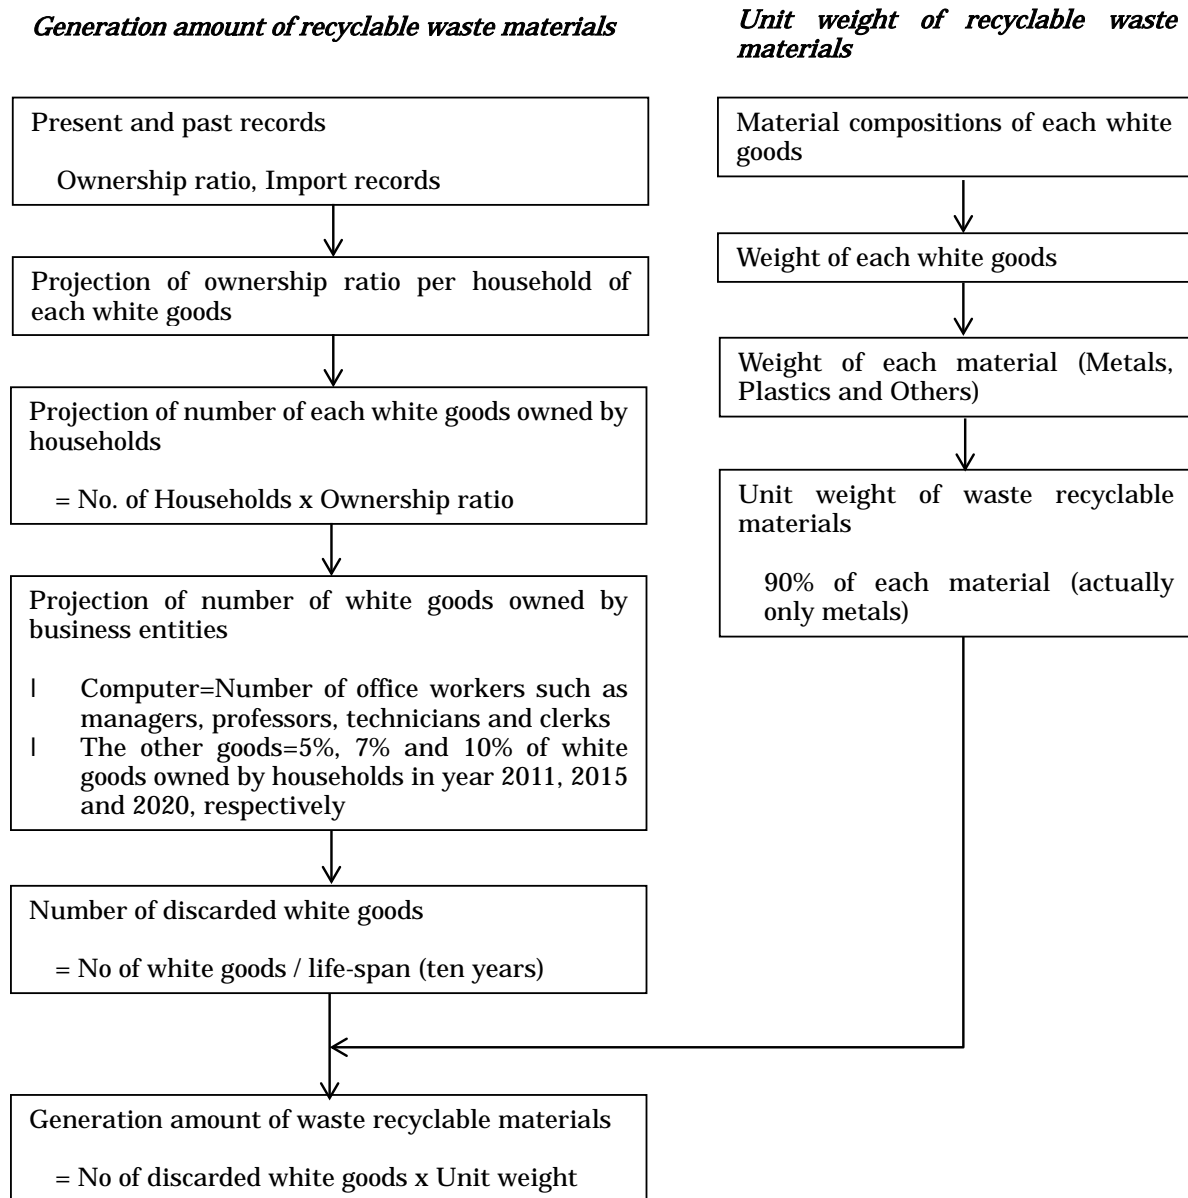 Generation amount of recyclable waste materials
Present and past records
Ownership ratio, Import records
Projection of ownership ratio per household of
each white goods
Projection of number of each white goods owned by
households
= No. of Households x Ownership ratio
Projection of number of white goods owned by
business entities
l Computer=Number of office workers such as
managers, professors, technicians and clerks
l The other goods=5%, 7% and 10% of white
goods owned by households in year 2011, 2015
and 2020, respectively
Number of discarded white goods
= No of white goods / life-span (ten years)
Generation amount of waste recyclable materials
= No of discarded white goods x Unit weight
Unit weight of recyclable waste
materials
Material compositions of each white
goods
Weight of each white goods
Weight of each material (Metals,
Plastics and Others)
Unit weight of waste recyclable
materials
90% of each material (actually
only metals)